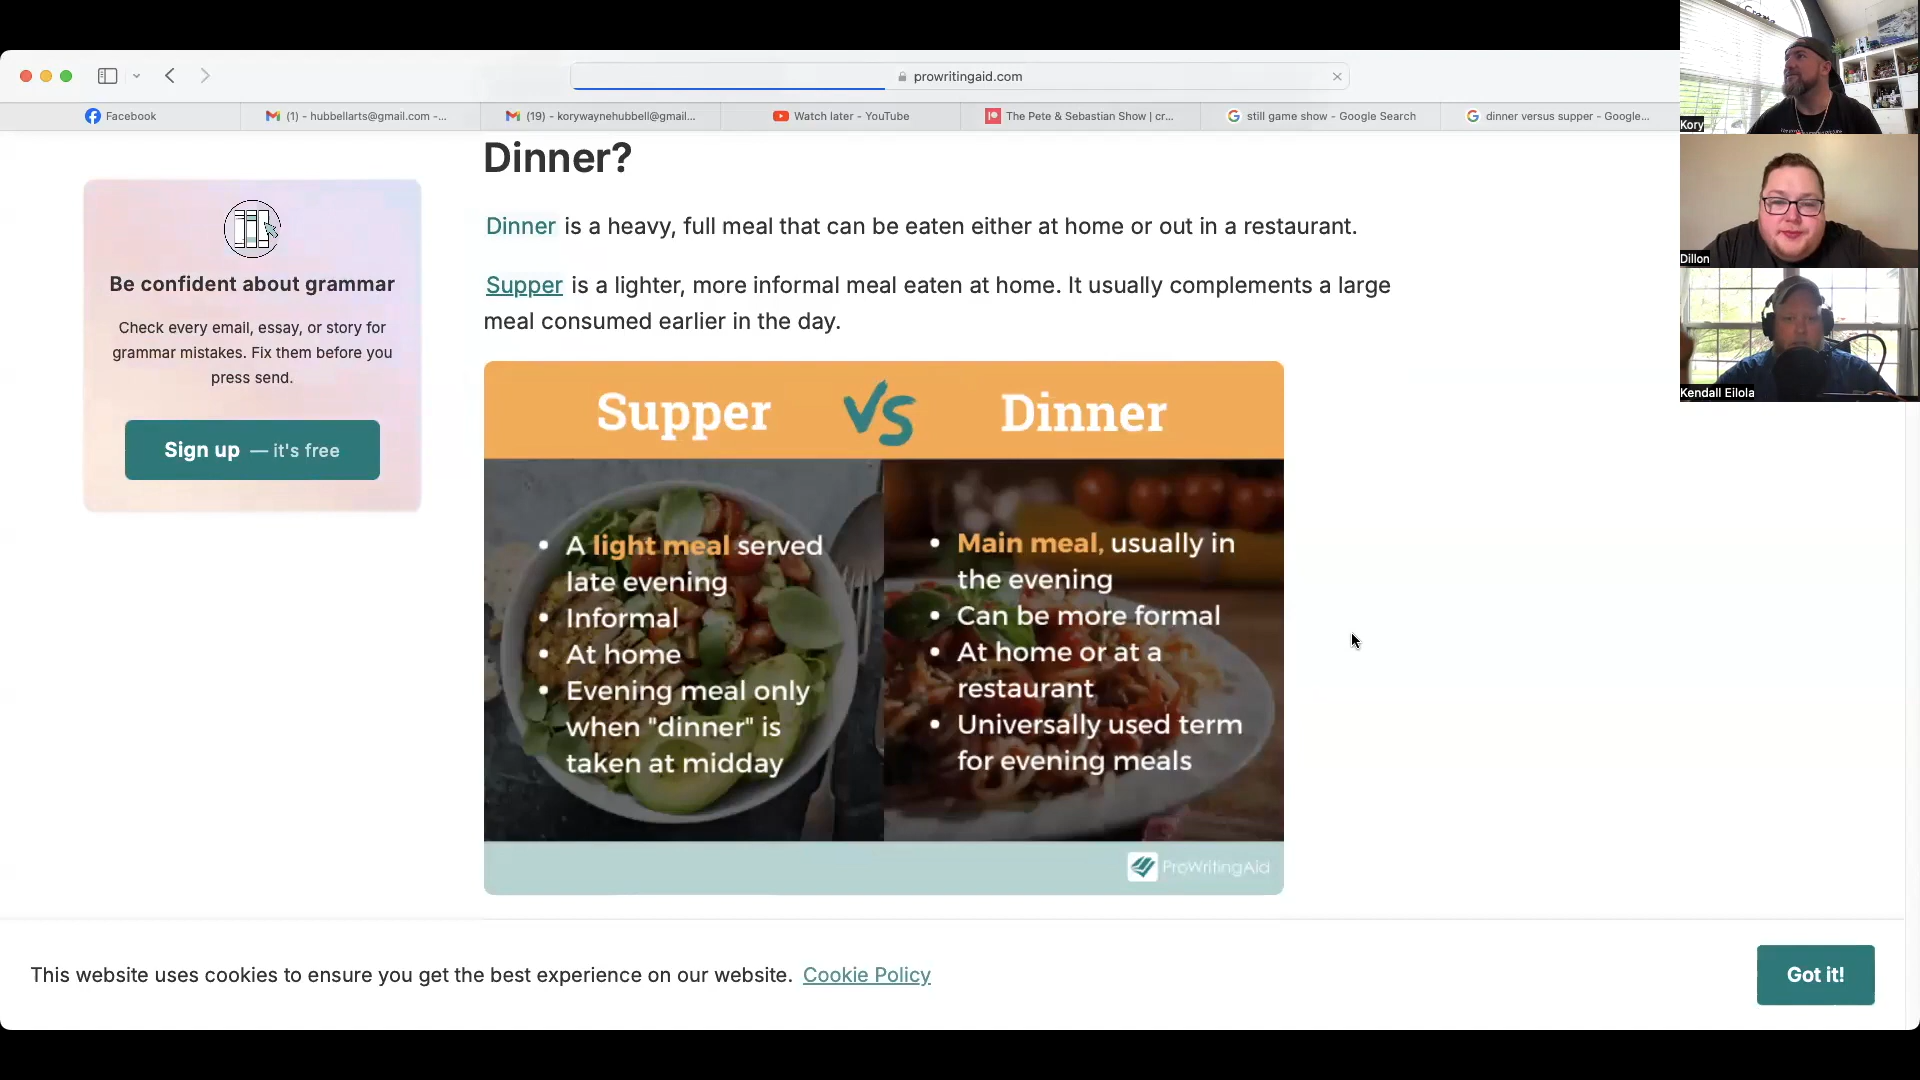 prowritingaid.com
Facebook
(1) - hubbellarts@gmail.com -...
(19) - korywaynehubbell@gmail...
Watch later - YouTube
The Pete & Sebastian Show | cr...
still game show - Google Search
dinner versus supper - Google...
Kory
Dillon
Kendall Eilola
Be confident about grammar
Check every email, essay, or story for
grammar mistakes. Fix them before you
press send.
Sign up — it's free
Dinner?
Dinner is a heavy, full meal that can be eaten either at home or out in a restaurant.
Supper is a lighter, more informal meal eaten at home. It usually complements a large
meal consumed earlier in the day.
Supper VS Dinner
• A light meal served
late evening
• Informal
• At home
• Evening meal only
when "dinner" is
taken at midday
• Main meal, usually in
the evening
• Can be more formal
• At home or at a
restaurant
• Universally used term
for evening meals
ProWritingAid
This website uses cookies to ensure you get the best experience on our website. Cookie Policy
Got it!